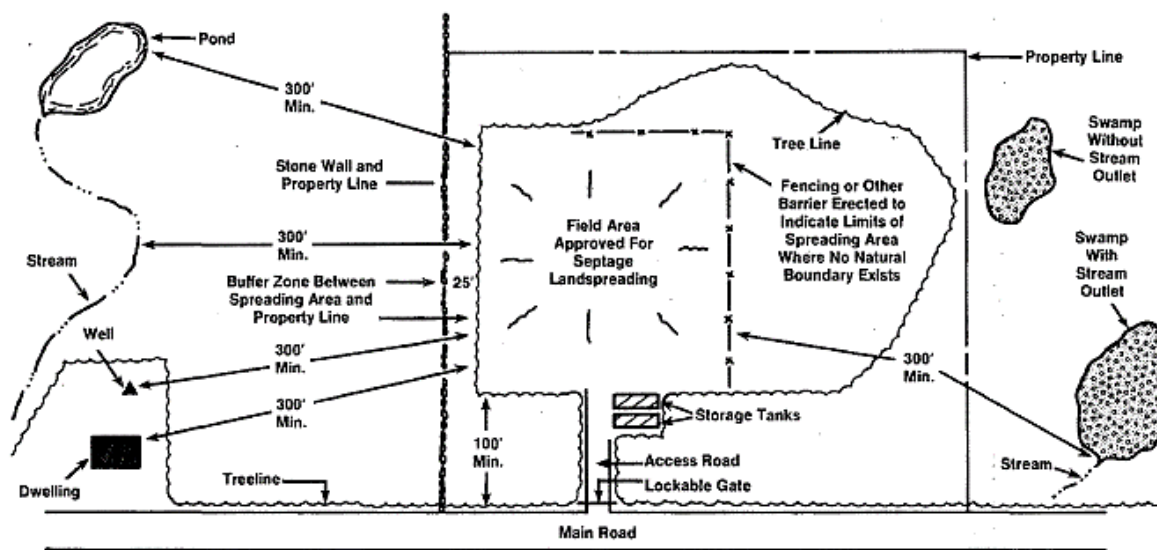 Pond
300'
Min.
Property Line
Swamp
Without
Stream
Outlet
Tree Line
Stone Wall and
Property Line
Fencing or Other
Barrier Erected to
Indicate Limits of
Spreading Area
Where No Natural
Boundary Exists
Field Area
Approved For
Septage
Landspreading
300'
Min.
Stream
Swamp
With
Stream
Outlet
Buffer Zone Between
Spreading Area and
Property Line
25'
Well
300'
Min.
300'
Min.
300'
Min.
Storage Tanks
100'
Min.
Dwelling
Treeline
Access Road
Lockable Gate
Stream
Main Road